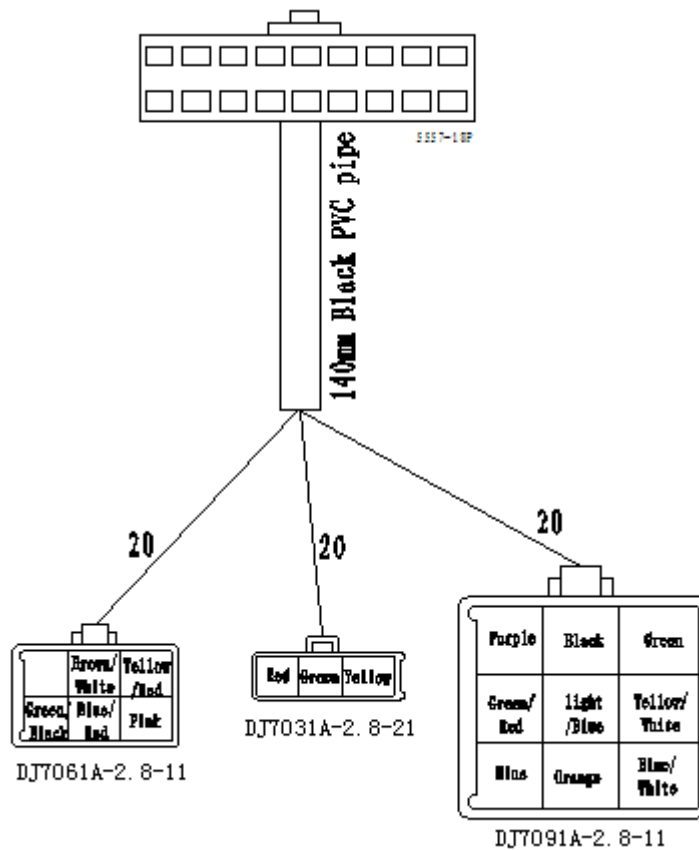 5557-18P
140mm Black PVC pipe
20
20
20
Brown/
White
Yellow
/Red
Green/
Black
Blue/
Red
Pink
DJ7061A-2.8-11
Red
Green
Yellow
DJ7031A-2.8-21
Purple
Black
Green
Green/
Red
light
/Blue
Yellow/
White
Blue
Orange
Blue/
White
DJ7091A-2.8-11